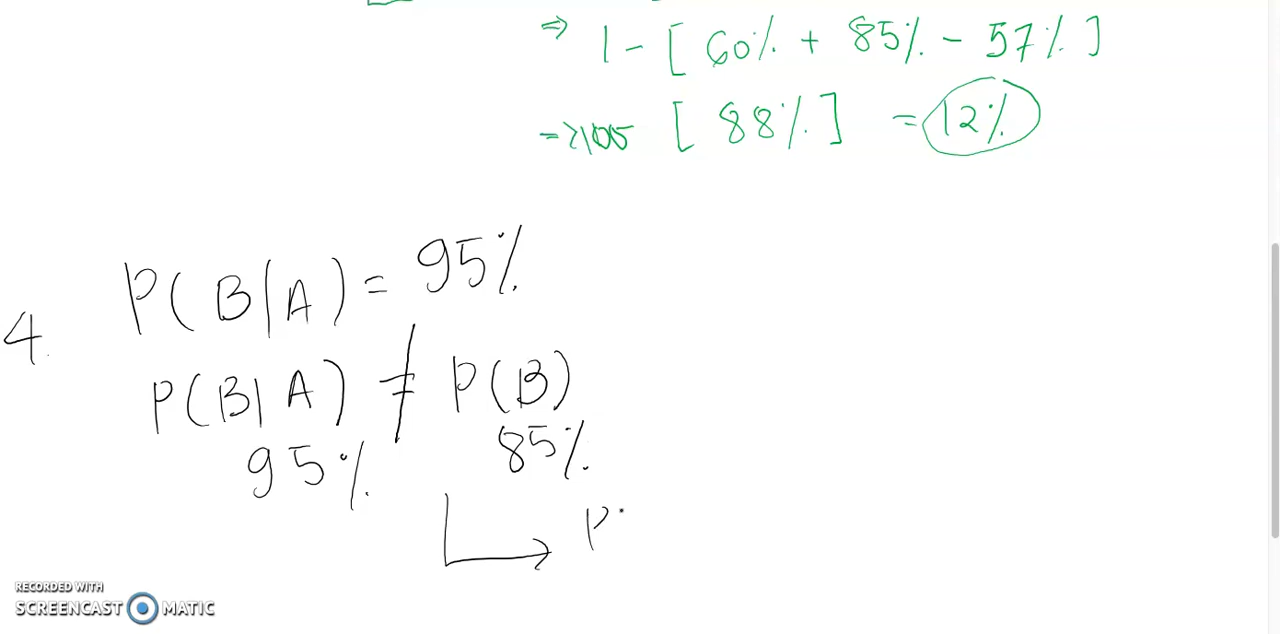 ⇒ 1 - [ 60% + 85% - 57% ]
=> 100 [ 88% ] = 12%
P(B|A) = 95%
4.
P(B|A) ≠ P(B)
95% 85%
P
RECORDED WITH
SCREENCAST MATIC